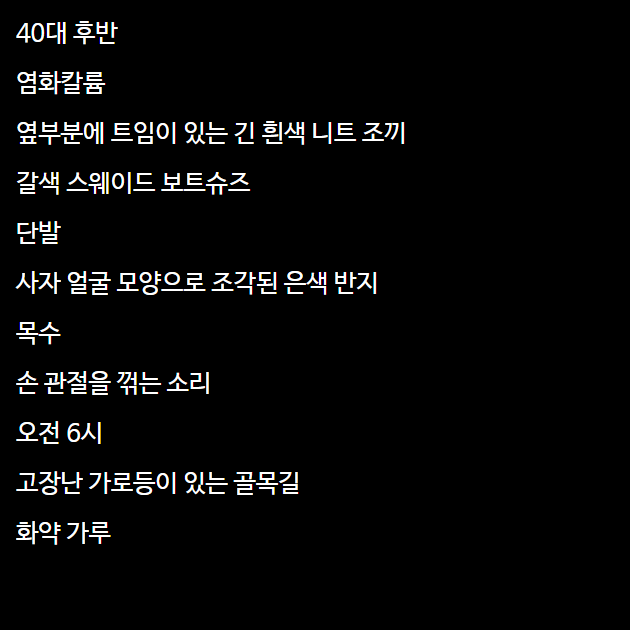 40대 후반
염화칼륨
옆부분에 트임이 있는 긴 흰색 니트 조끼
갈색 스웨이드 보트슈즈
단발
사자 얼굴 모양으로 조각된 은색 반지
목수
손 관절을 꺾는 소리
오전 6시
고장난 가로등이 있는 골목길
화약 가루